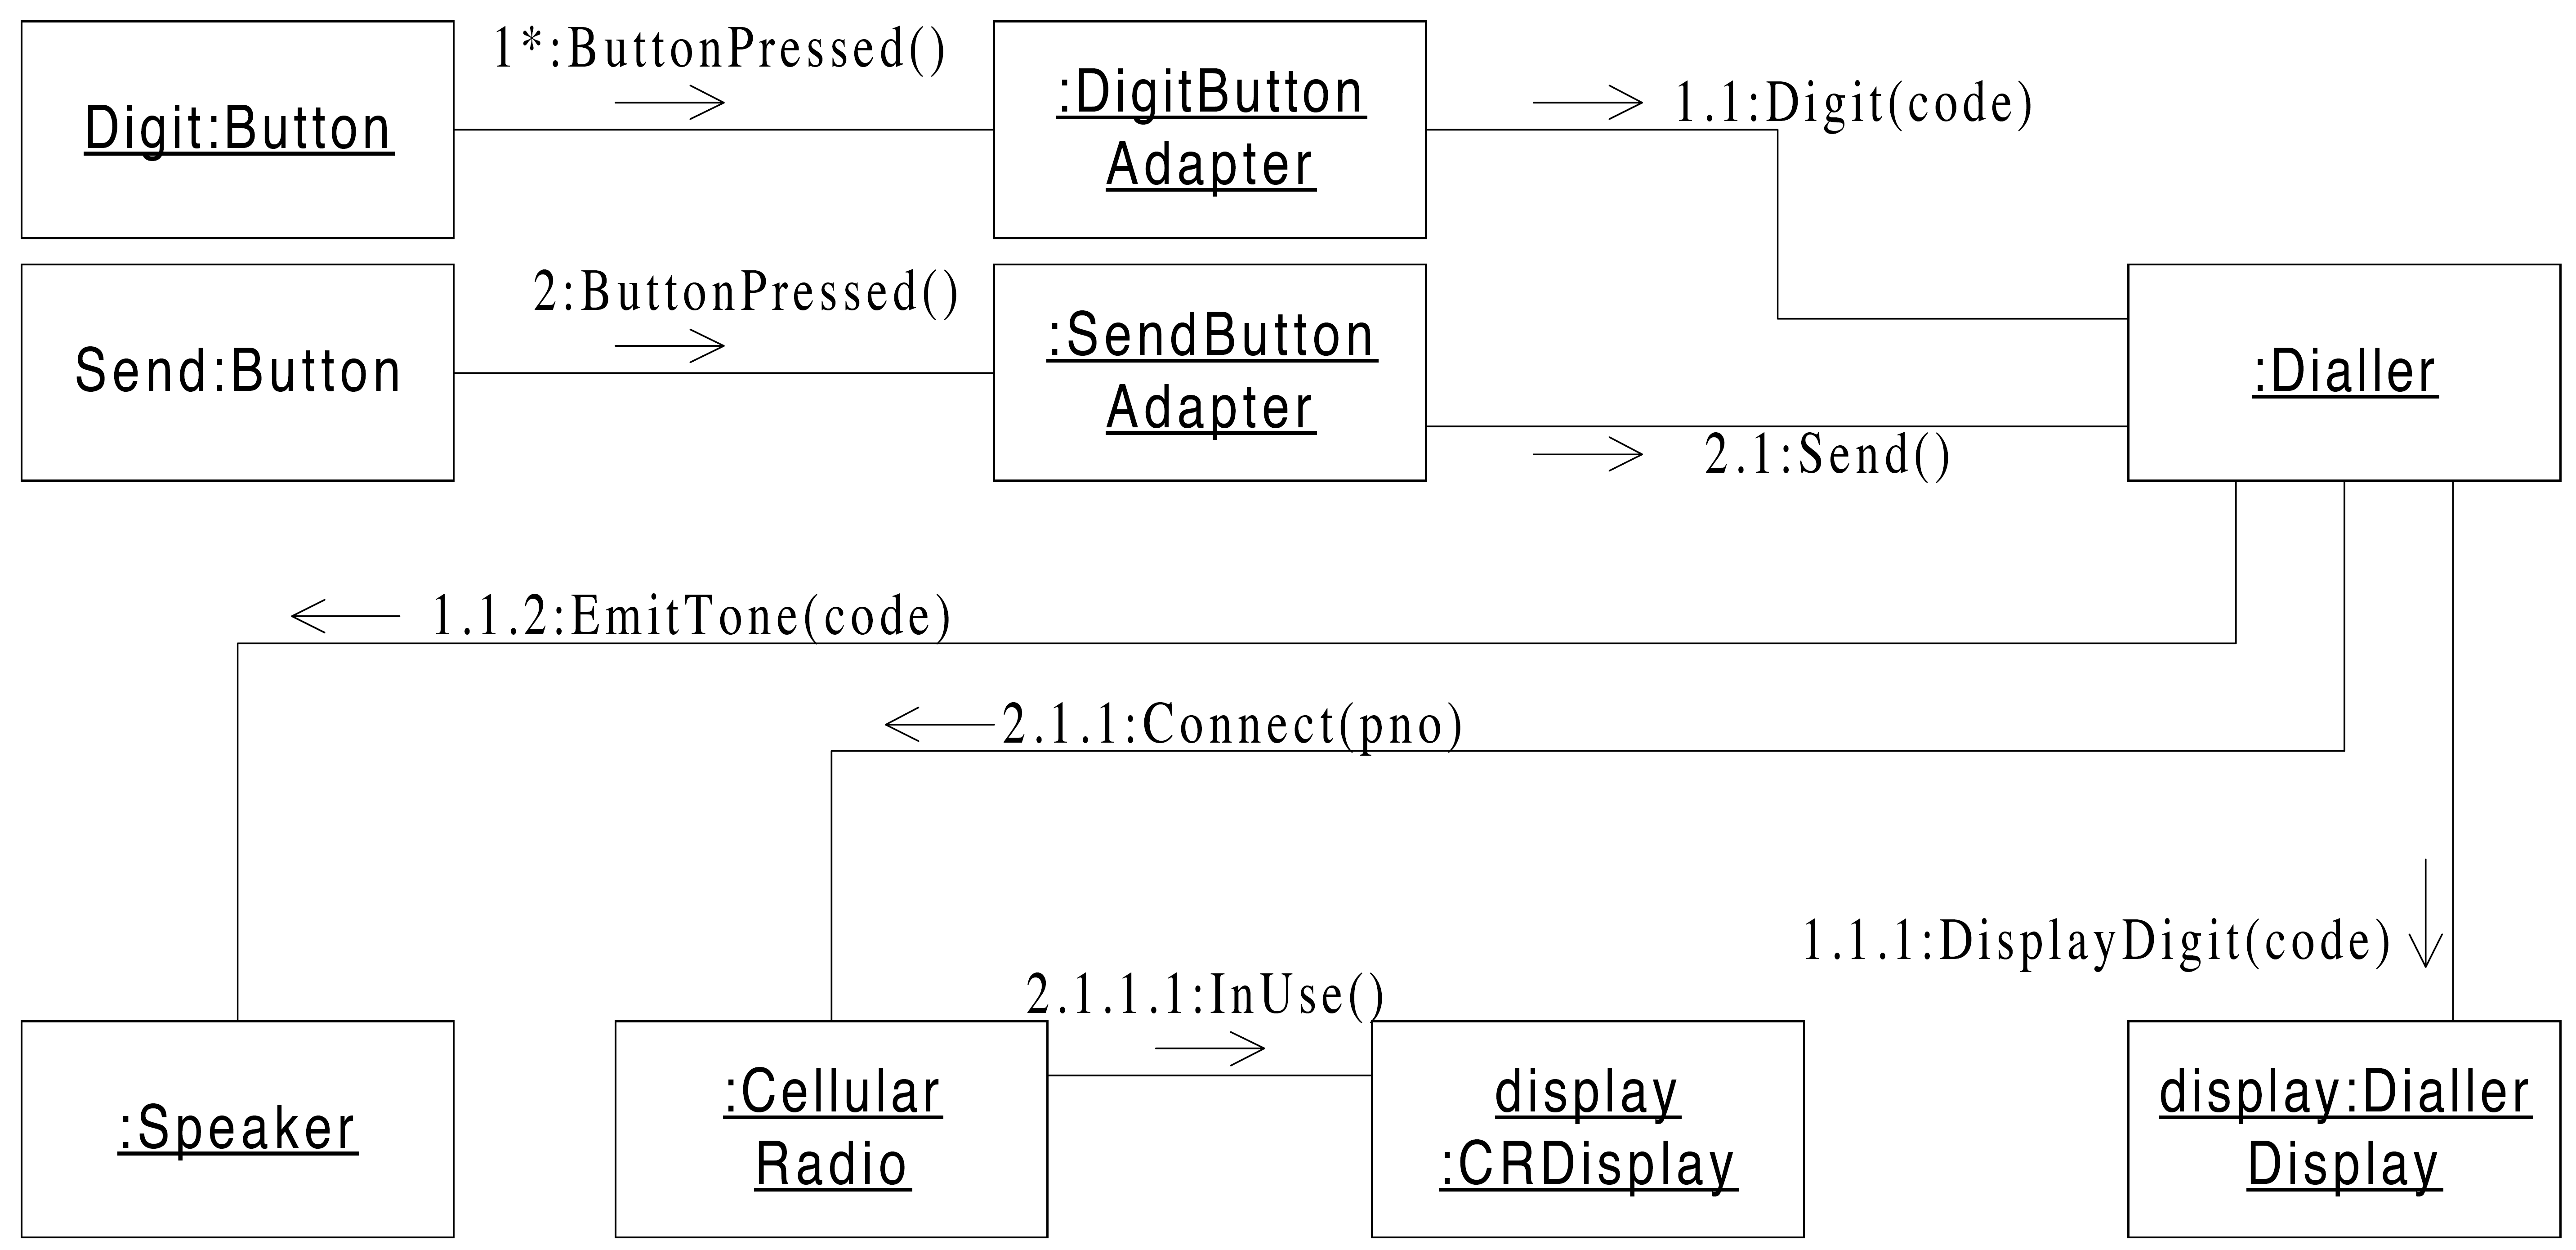 1*:ButtonPressed()
Digit:Button
:DigitButton
Adapter
1.1:Digit(code)
2:ButtonPressed()
Send:Button
:SendButton
Adapter
:Dialler
2.1:Send()
1.1.2:EmitTone(code)
2.1.1:Connect(pno)
1.1.1:DisplayDigit(code)
2.1.1.1:InUse()
:Speaker
:Cellular
Radio
display
:CRDisplay
display:Dialler
Display